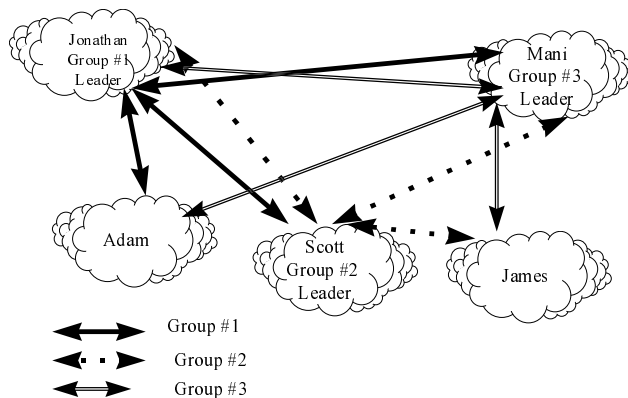 Jonathan
Group #1
Leader
Mani
Group #3
Leader
Adam
Scott
Group #2
Leader
James
Group #1
Group #2
Group #3